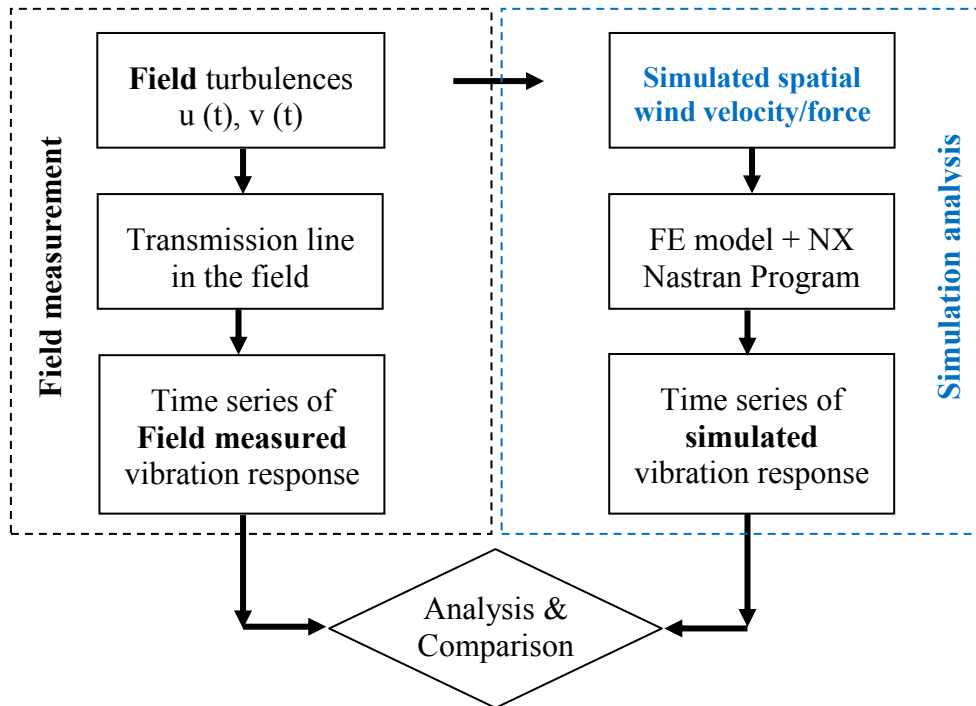 Field measurement
Field turbulences
u (t), v (t)
Transmission line
in the field
Time series of
Field measured
vibration response
Simulated spatial
wind velocity/force
FE model + NX
Nastran Program
Time series of
simulated
vibration response
Simulation analysis
Analysis &
Comparison